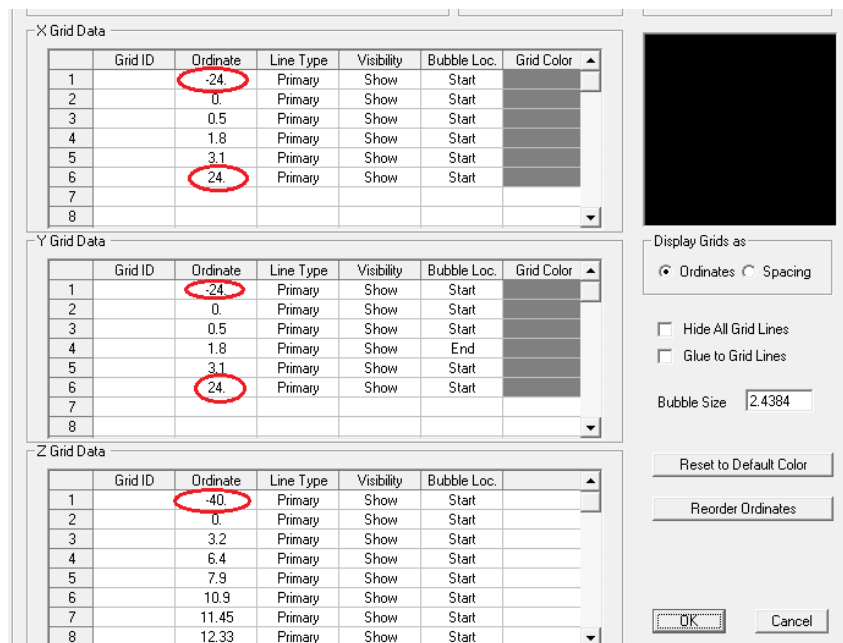 X Grid Data
Grid ID Ordinate Line Type Visibility Bubble Loc. Grid Color
1 -24. Primary Show Start
2 0. Primary Show Start
3 0.5 Primary Show Start
4 1.8 Primary Show Start
5 3.1 Primary Show Start
6 24. Primary Show Start
7
8
Y Grid Data
Grid ID Ordinate Line Type Visibility Bubble Loc. Grid Color
1 -24. Primary Show Start
2 0. Primary Show Start
3 0.5 Primary Show Start
4 1.8 Primary Show End
5 3.1 Primary Show Start
6 24. Primary Show Start
7
8
Z Grid Data
Grid ID Ordinate Line Type Visibility Bubble Loc.
1 -40. Primary Show Start
2 0. Primary Show Start
3 3.2 Primary Show Start
4 6.4 Primary Show Start
5 7.9 Primary Show Start
6 10.9 Primary Show Start
7 11.45 Primary Show Start
8 12.33 Primary Show Start
Display Grids as
Ordinates Spacing
Hide All Grid Lines
Glue to Grid Lines
Bubble Size 2.4384
Reset to Default Color
Reorder Ordinates
OK Cancel